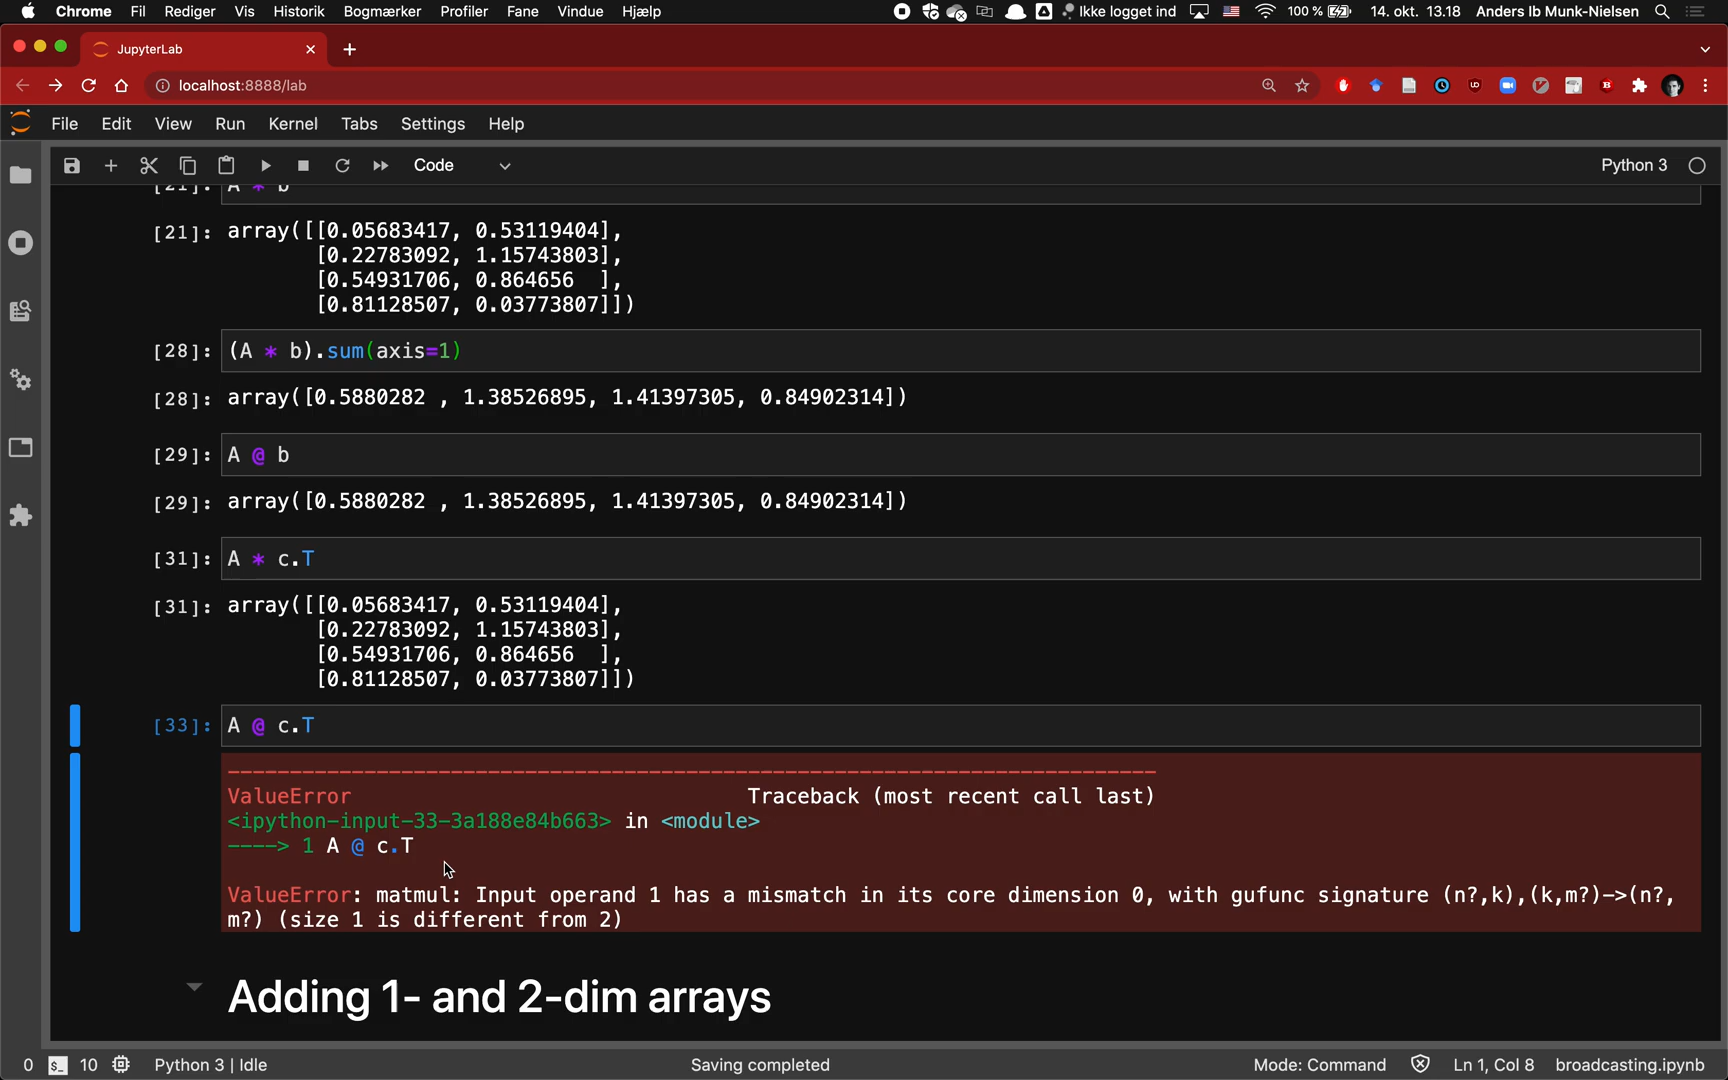 Chrome Fil Rediger Vis Historik Bogmærker Profiler Fane Vindue Hjælp Ikke logget ind 100 % 14. okt. 13.18 Anders Ib Munk-Nielsen
JupyterLab
localhost:8888/lab
File Edit View Run Kernel Tabs Settings Help
Code Python 3
[21]: A * b
[21]: array([[0.05683417, 0.53119404],
[0.22783092, 1.15743803],
[0.54931706, 0.864656  ],
[0.81128507, 0.03773807]])
[28]: (A * b).sum(axis=1)
[28]: array([0.5880282 , 1.38526895, 1.41397305, 0.84902314])
[29]: A @ b
[29]: array([0.5880282 , 1.38526895, 1.41397305, 0.84902314])
[31]: A * c.T
[31]: array([[0.05683417, 0.53119404],
[0.22783092, 1.15743803],
[0.54931706, 0.864656  ],
[0.81128507, 0.03773807]])
[33]: A @ c.T
---------------------------------------------------------------------------
ValueError Traceback (most recent call last)
<ipython-input-33-3a188e84b663> in <module>
----> 1 A @ c.T
ValueError: matmul: Input operand 1 has a mismatch in its core dimension 0, with gufunc signature (n?,k),(k,m?)->(n?,
m?) (size 1 is different from 2)
Adding 1- and 2-dim arrays
0 $_ 10 Python 3 | Idle Saving completed Mode: Command Ln 1, Col 8 broadcasting.ipynb